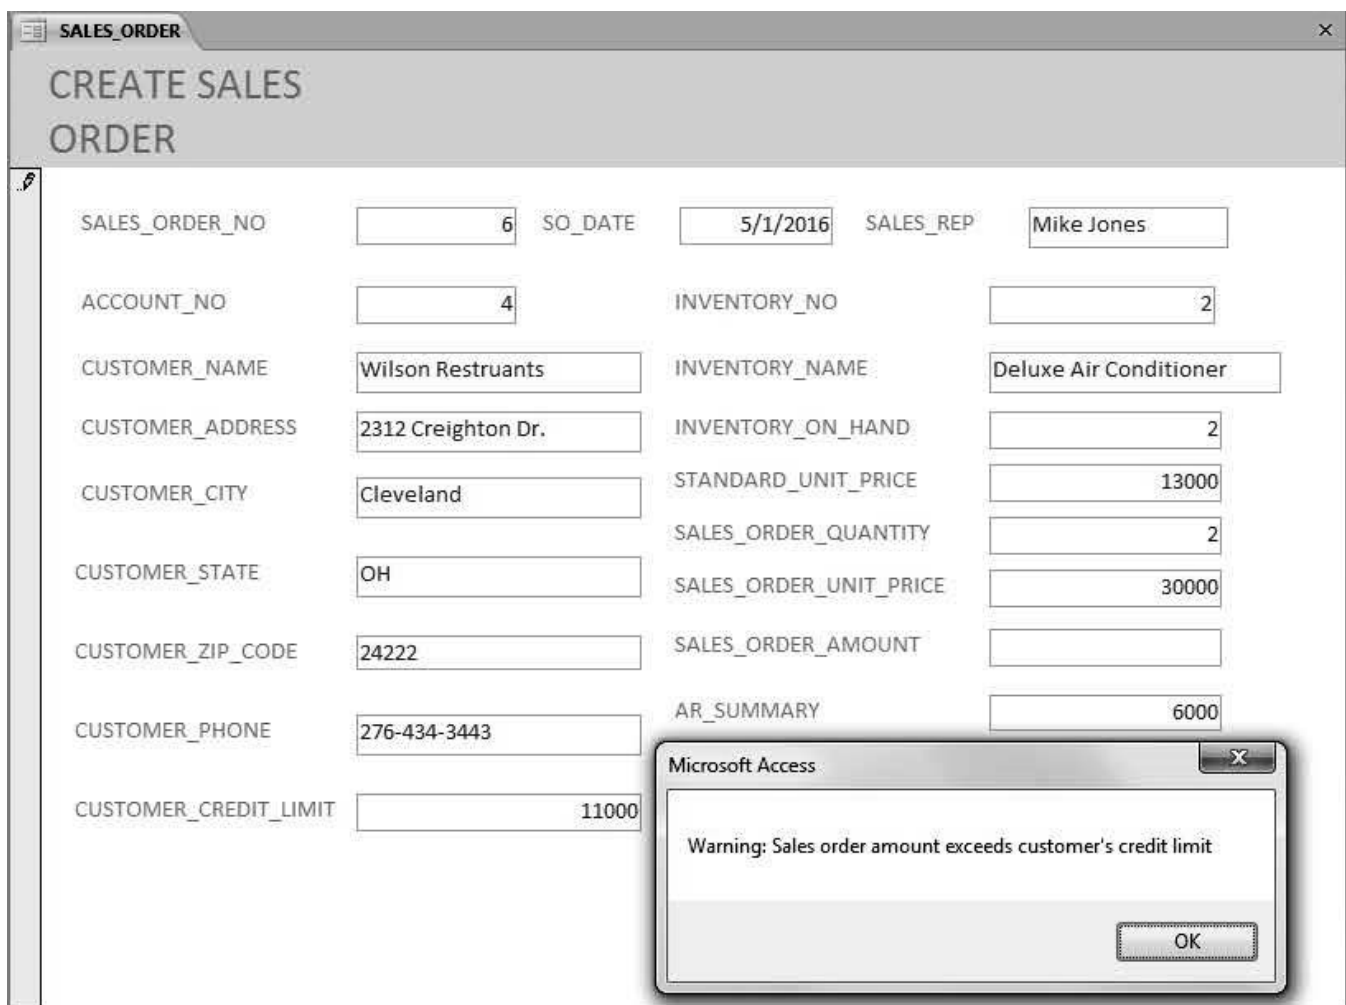 SALES_ORDER
CREATE SALES
ORDER
SALES_ORDER_NO 6 SO_DATE 5/1/2016 SALES_REP Mike Jones
ACCOUNT_NO 4 INVENTORY_NO 2
CUSTOMER_NAME Wilson Restruants INVENTORY_NAME Deluxe Air Conditioner
CUSTOMER_ADDRESS 2312 Creighton Dr. INVENTORY_ON_HAND 2
CUSTOMER_CITY Cleveland STANDARD_UNIT_PRICE 13000
SALES_ORDER_QUANTITY 2
CUSTOMER_STATE OH SALES_ORDER_UNIT_PRICE 30000
CUSTOMER_ZIP_CODE 24222 SALES_ORDER_AMOUNT
CUSTOMER_PHONE 276-434-3443 AR_SUMMARY 6000
CUSTOMER_CREDIT_LIMIT 11000
Microsoft Access
Warning: Sales order amount exceeds customer's credit limit
OK